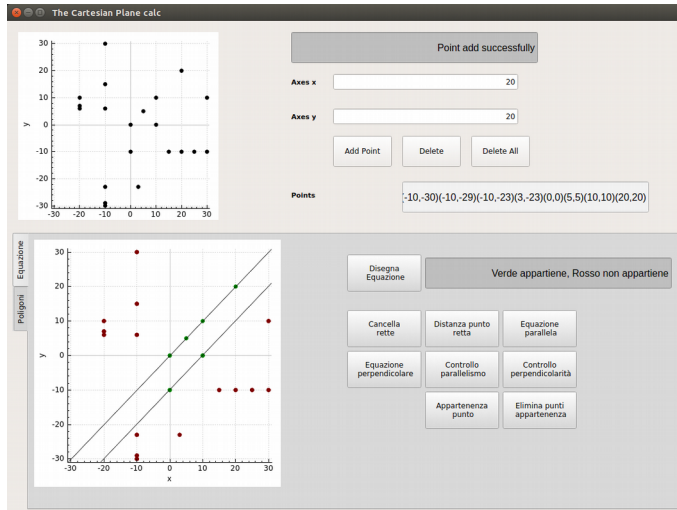 The Cartesian Plane calc
Point add successfully
Axes x
20
Axes y
20
Add Point
Delete
Delete All
Points
,-10,-30)(-10,-29)(-10,-23)(3,-23)(0,0)(5,5)(10,10)(20,20)
30
20
10
0
-10
-20
-30
y
-30 -20 -10 0 10 20 30
Equazione
Poligoni
30
20
10
0
-10
-20
-30
y
-30 -20 -10 0 10 20 30
x
Disegna
Equazione
Verde appartiene, Rosso non appartiene
Cancella
rette
Distanza punto
retta
Equazione
parallela
Equazione
perpendicolare
Controllo
parallelismo
Controllo
perpendicolarità
Appartenenza
punto
Elimina punti
appartenenza